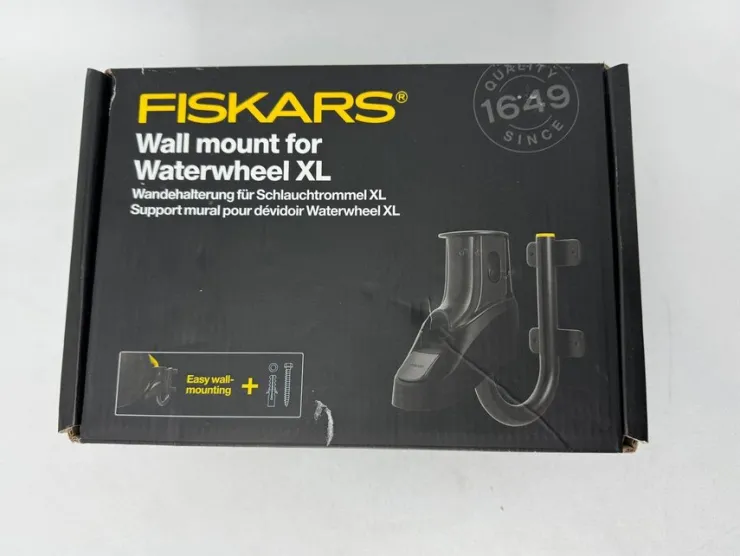 FISKARS®
Wall mount for
Waterwheel XL
Wandehalterung für Schlauchtrommel XL
Support mural pour dévidoir Waterwheel XL
QUALITY
1649
SINCE
Easy wall-
mounting +